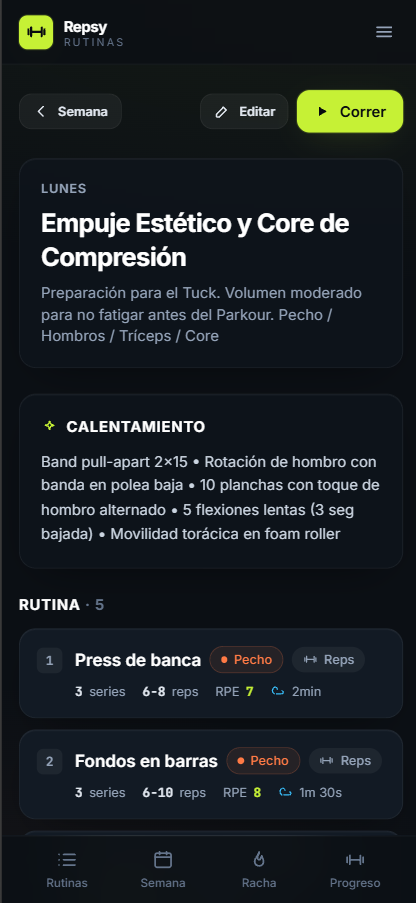 Repsy
RUTINAS
Semana
Editar
Correr
LUNES
Empuje Estético y Core de
Compresión
Preparación para el Tuck. Volumen moderado
para no fatigar antes del Parkour. Pecho /
Hombros / Tríceps / Core
CALENTAMIENTO
Band pull-apart 2×15 • Rotación de hombro con
banda en polea baja • 10 planchas con toque de
hombro alternado • 5 flexiones lentas (3 seg
bajada) • Movilidad torácica en foam roller
RUTINA · 5
1 Press de banca Pecho Reps
3 series 6-8 reps RPE 7 2min
2 Fondos en barras Pecho Reps
3 series 6-10 reps RPE 8 1m 30s
Rutinas Semana Racha Progreso